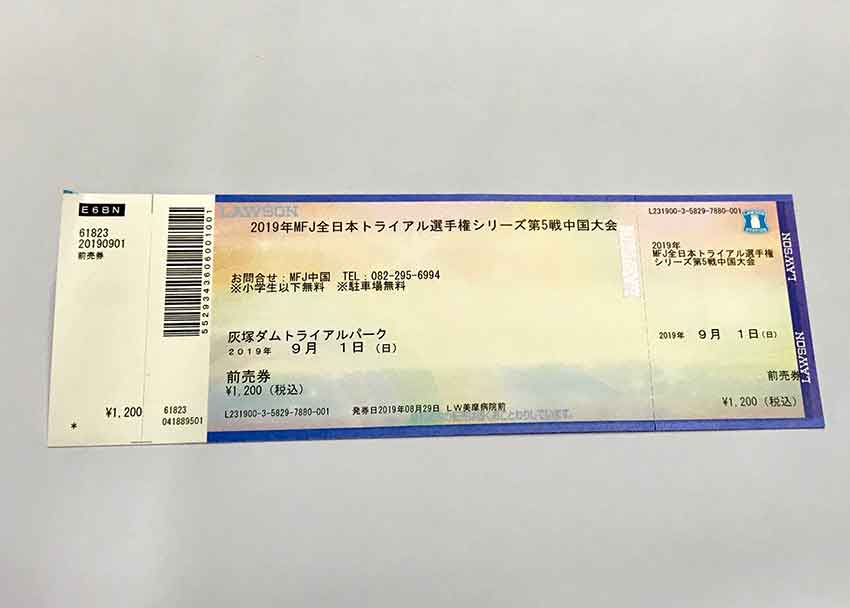 E6BN
61823
20190901
前売券
¥1,200
*
5529343606001001
61823
041889501
LAWSON
2019年MFJ全日本トライアル選手権シリーズ第5戦中国大会
お問合せ:MFJ中国 TEL:082-295-6994
※小学生以下無料 ※駐車場無料
灰塚ダムトライアルパーク
2019年 9月 1日(日)
前売券
¥1,200(税込)
L231900-3-5829-7880-001 発券日2019年08月29日 LW美摩病院前
L231900-3-5829-7880-001
2019年
MFJ全日本トライアル選手権
シリーズ第5戦中国大会
2019年 9月 1日(日)
前売券
¥1,200(税込)
LAWSON
LAWSON